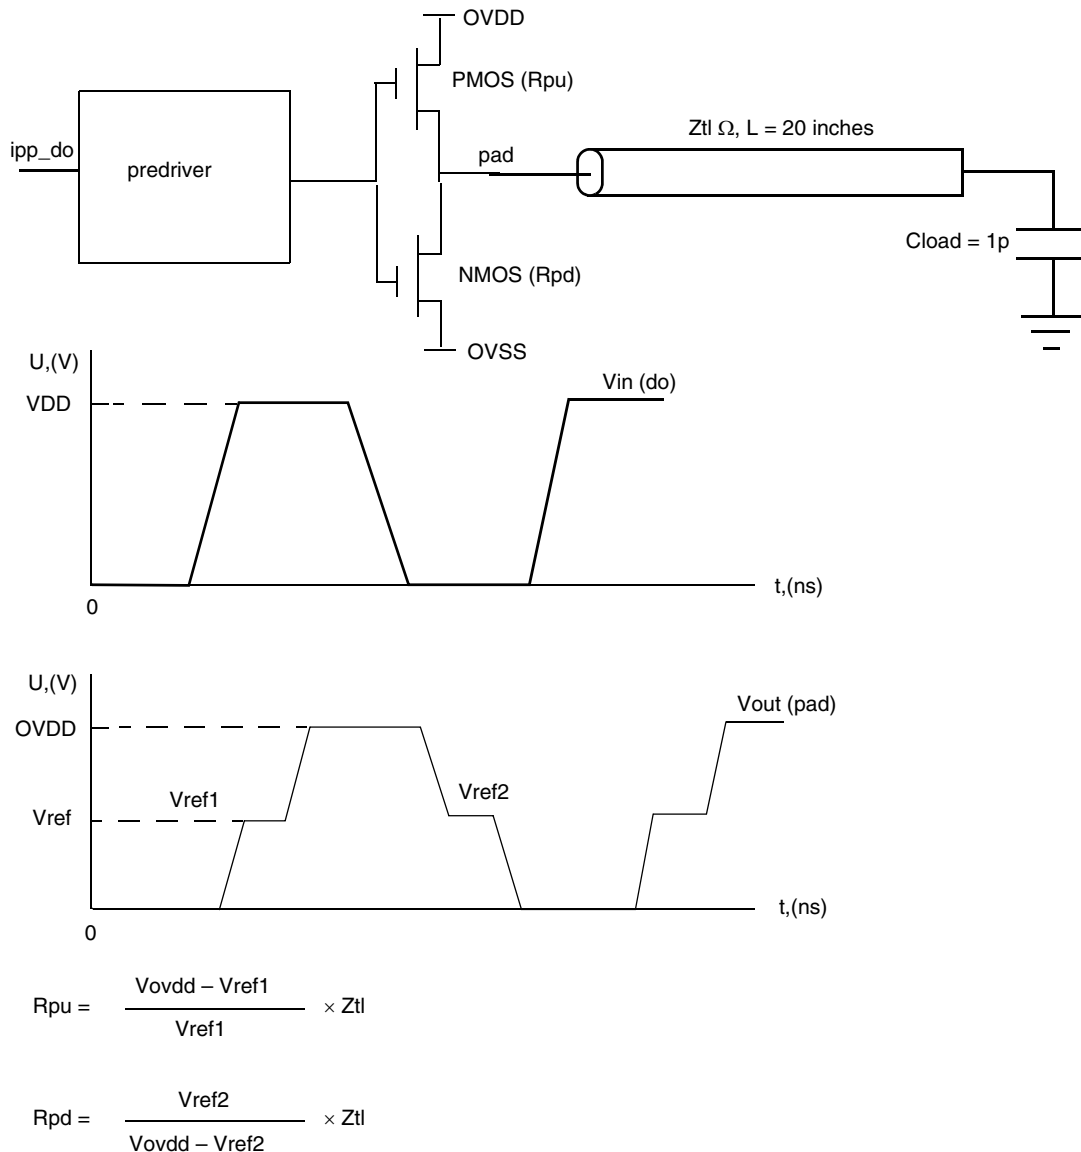 OVDD
PMOS (Rpu)
Ztl Ω, L = 20 inches
ipp_do
predriver
pad
Cload = 1p
NMOS (Rpd)
OVSS
U,(V)
VDD
Vin (do)
t,(ns)
0
U,(V)
OVDD
Vout (pad)
Vref1
Vref2
Vref
t,(ns)
0
Vovdd – Vref1
Rpu = × Ztl
Vref1
Vref2
Rpd = × Ztl
Vovdd – Vref2